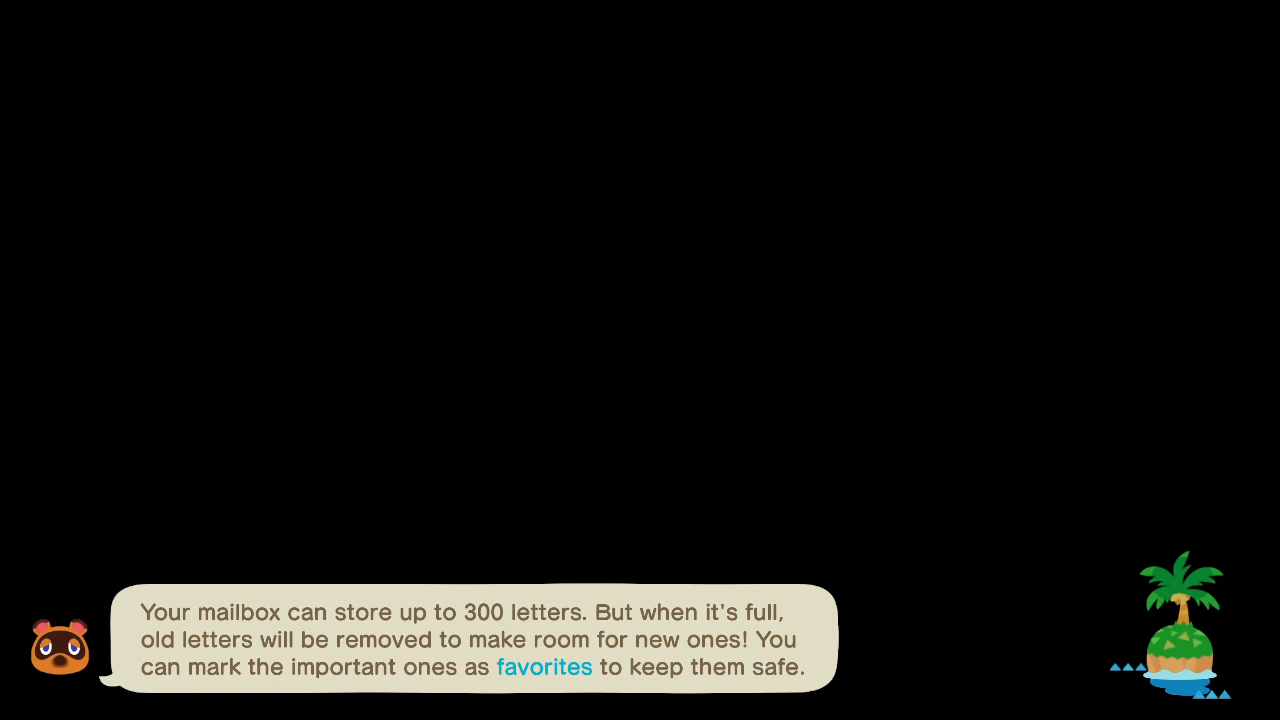 Your mailbox can store up to 300 letters. But when it's full,
old letters will be removed to make room for new ones! You
can mark the important ones as favorites to keep them safe.